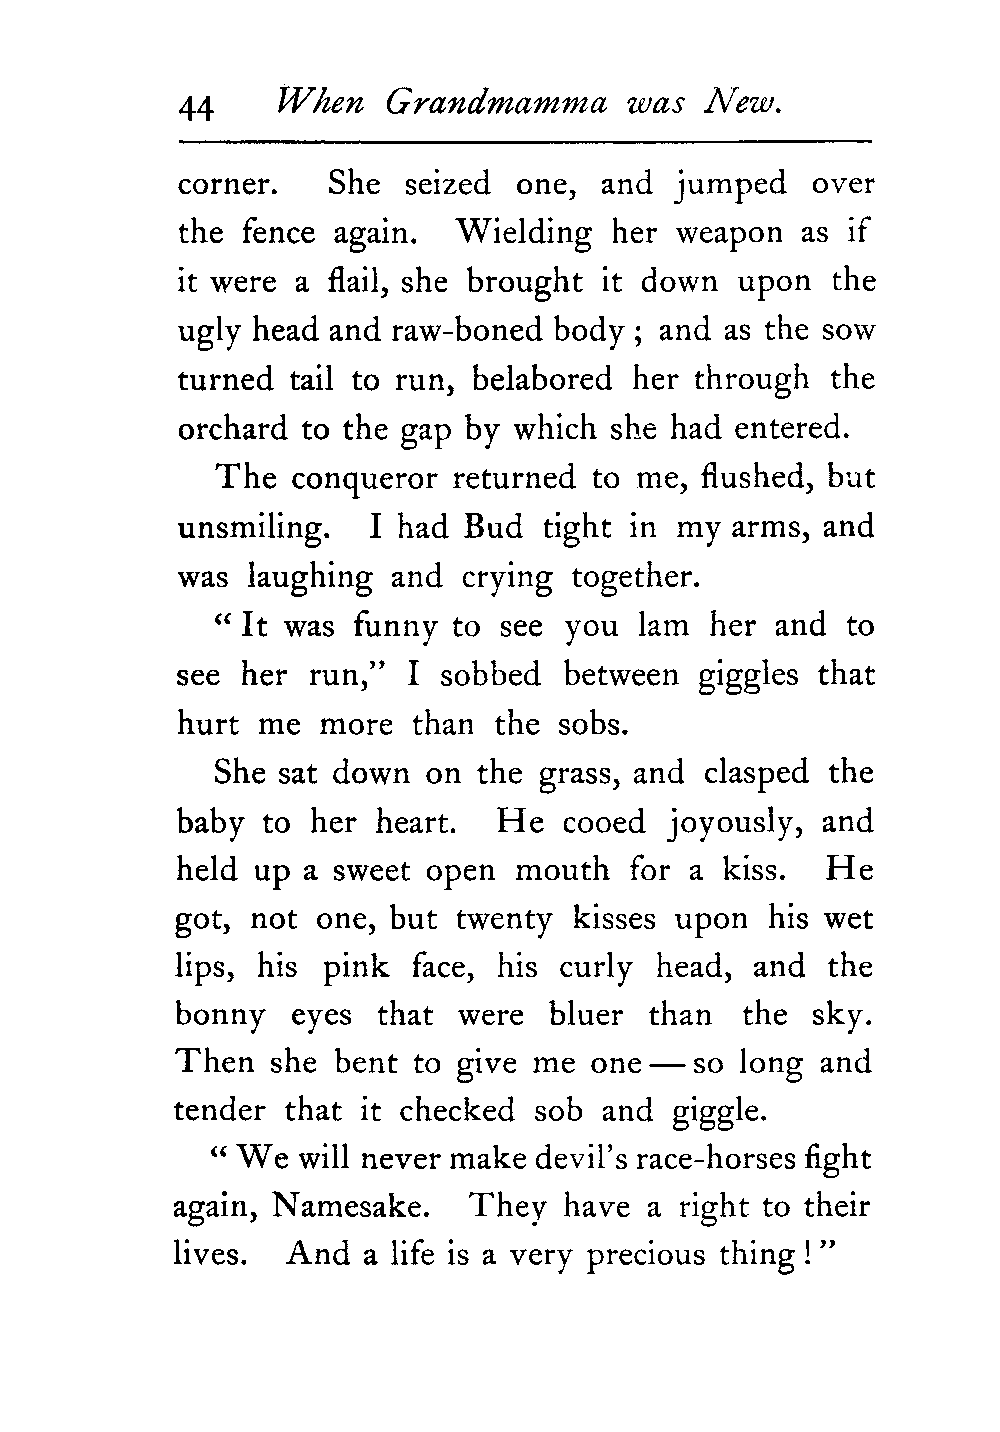 44 When Grandmamma was New.
corner. She seized one, and jumped over
the fence again. Wielding her weapon as if
it were a flail, she brought it down upon the
ugly head and raw-boned body ; and as the sow
turned tail to run, belabored her through the
orchard to the gap by which she had entered.
The conqueror returned to me, flushed, but
unsmiling. I had Bud tight in my arms, and
was laughing and crying together.
“ It was funny to see you lam her and to
see her run,” I sobbed between giggles that
hurt me more than the sobs.
She sat down on the grass, and clasped the
baby to her heart. He cooed joyously, and
held up a sweet open mouth for a kiss. He
got, not one, but twenty kisses upon his wet
lips, his pink face, his curly head, and the
bonny eyes that were bluer than the sky.
Then she bent to give me one — so long and
tender that it checked sob and giggle.
“ We will never make devil’s race-horses fight
again, Namesake. They have a right to their
lives. And a life is a very precious thing ! ”